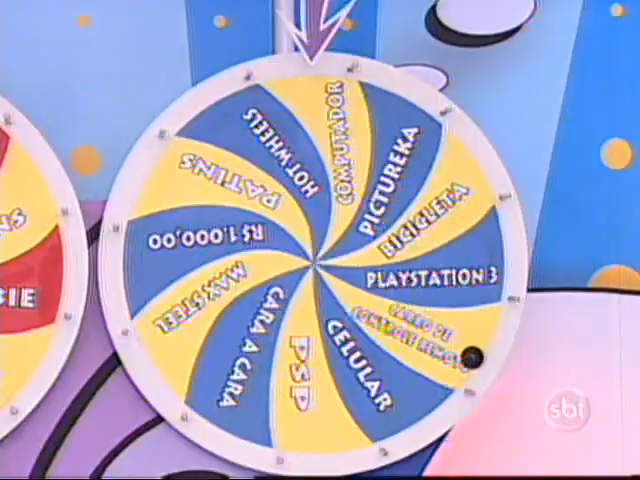 COMPUTADOR
PICTUREKA
BICICLETA
PLAYSTATION 3
CARRO DE
CONTROLE REMOTO
CELULAR
PSP
CARA A CARA
MAX STEEL
R$1.000,00
PATINS
HOT WHEELS
SIE
sbt